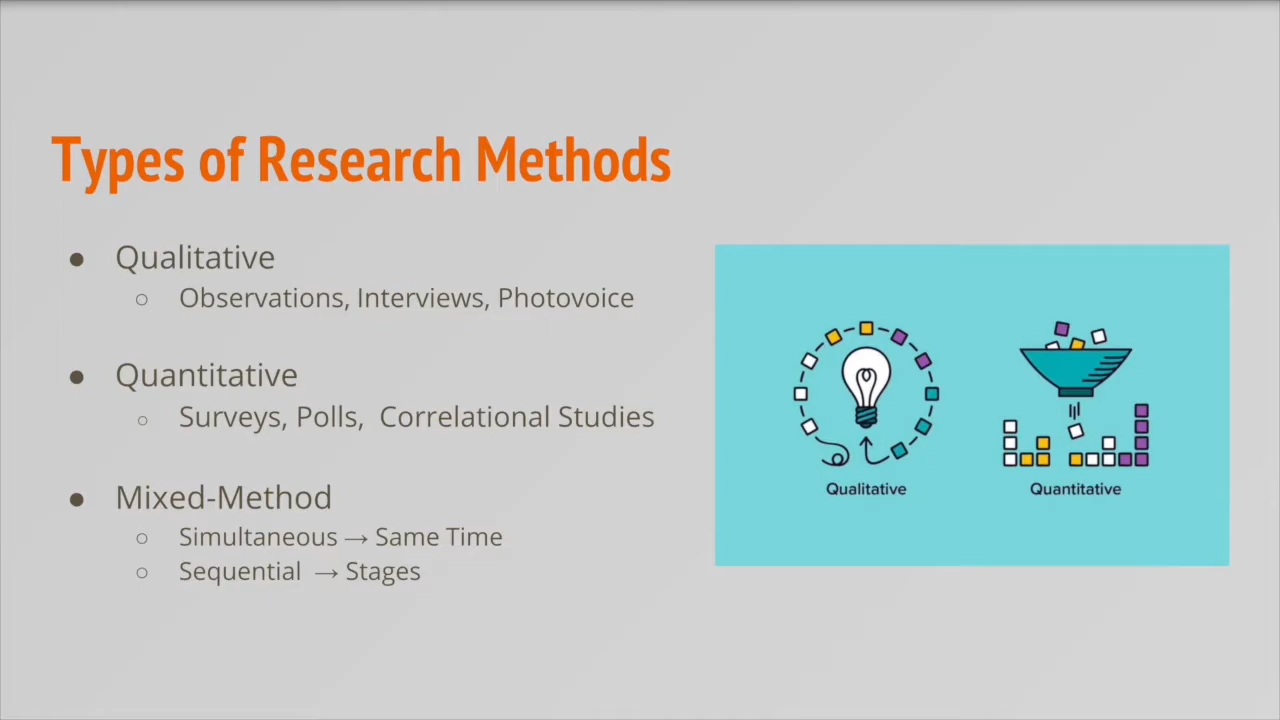 Types of Research Methods
● Qualitative
○ Observations, Interviews, Photovoice
● Quantitative
○ Surveys, Polls,  Correlational Studies
● Mixed-Method
○ Simultaneous → Same Time
○ Sequential  → Stages
Qualitative
Quantitative